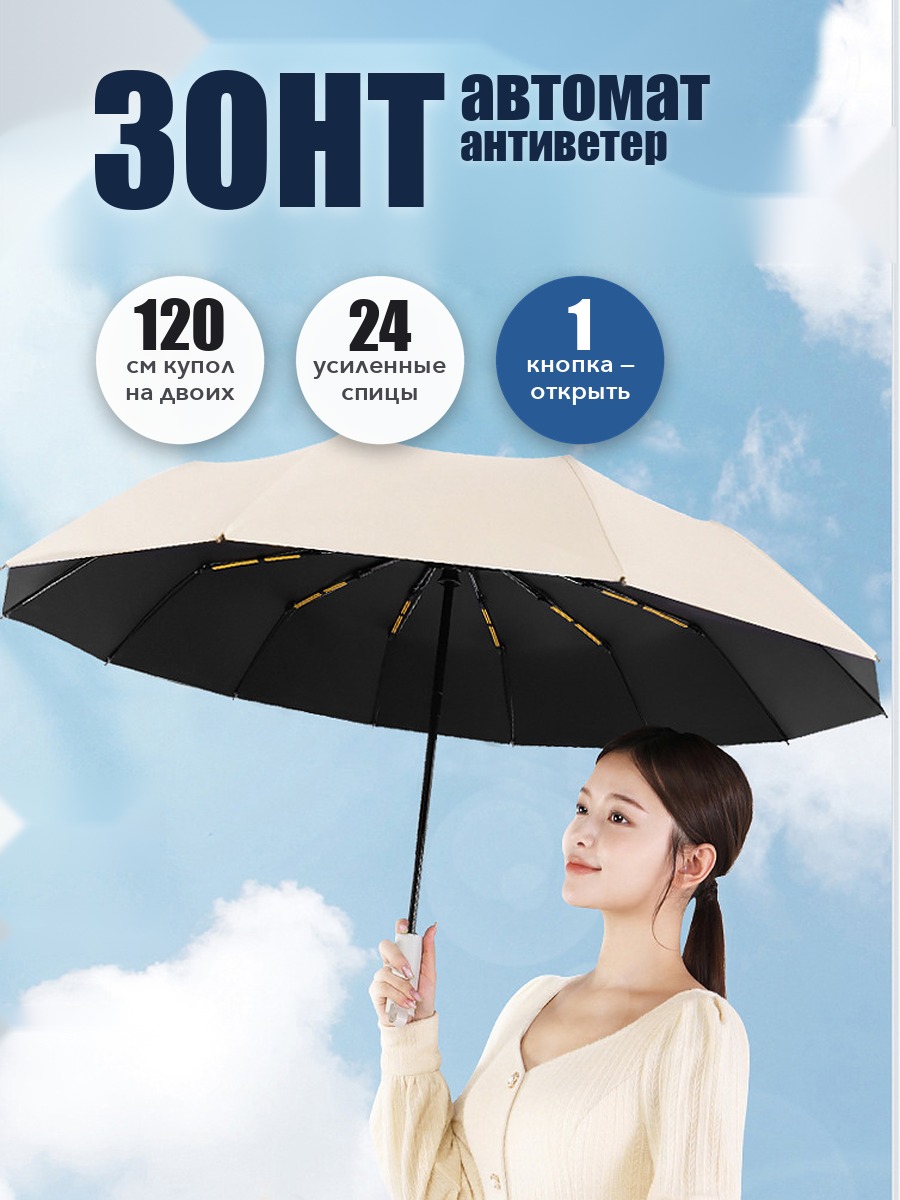 ЗОНТ
автомат
антиветер
120
см купол
на двоих
24
усиленные
спицы
1
кнопка –
открыть